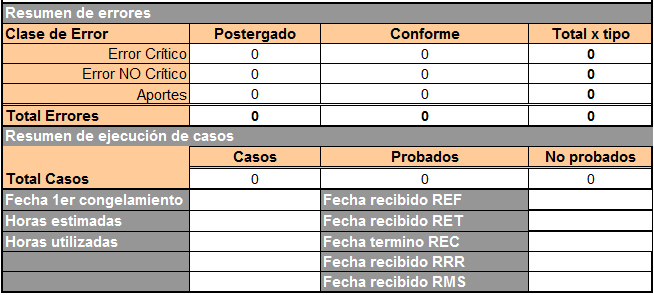 Resumen de errores
Clase de Error Postergado Conforme Total x tipo
Error Crítico 0 0 0
Error NO Crítico 0 0 0
Aportes 0 0 0
Total Errores 0 0 0
Resumen de ejecución de casos
Casos Probados No probados
Total Casos 0 0 0
Fecha 1er congelamiento Fecha recibido REF
Horas estimadas Fecha recibido RET
Horas utilizadas Fecha termino REC
Fecha recibido RRR
Fecha recibido RMS